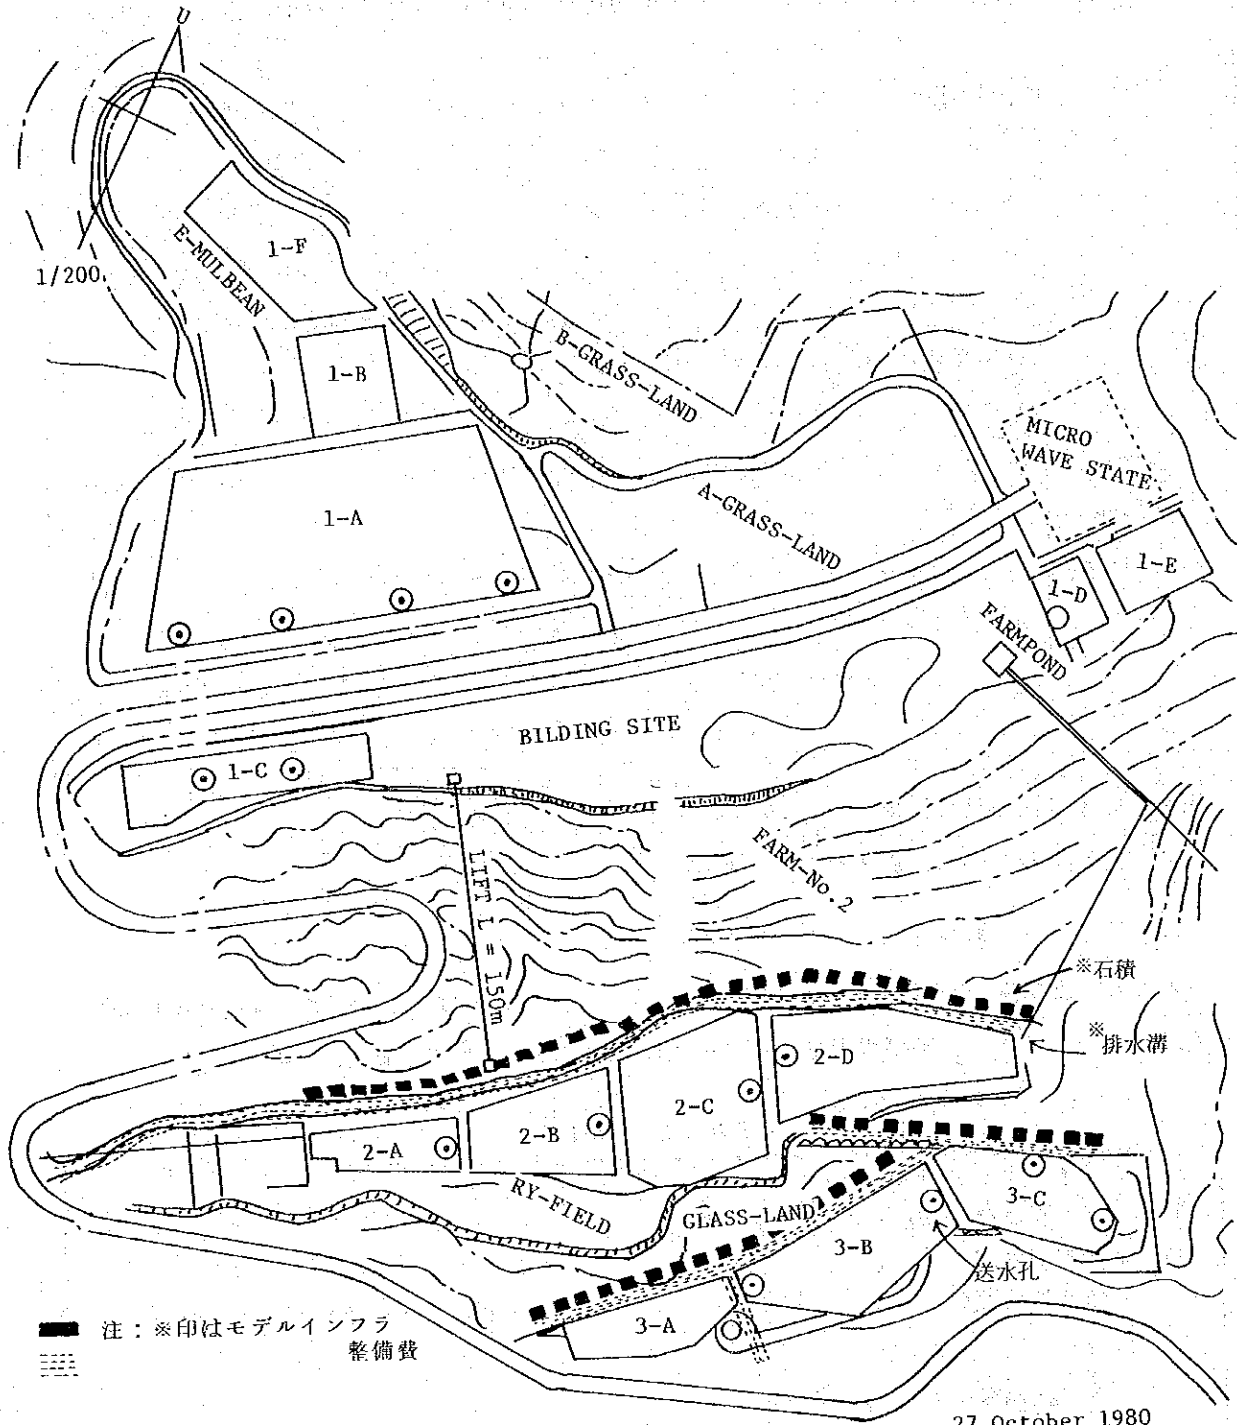 U
1/200
1-F
E-MULBEAN
1-B
B-GRASS-LAND
MICRO
WAVE STATE
1-A
A-GRASS-LAND
1-E
1-D
FARMPOND
BILDING SITE
1-C
LIFT L = 150m
FARM-No.2
※石積
※排水溝
2-D
2-C
2-B
2-A
RY-FIELD
GLASS-LAND
3-C
3-B
送水孔
3-A
注：※印はモデルインフラ
整備費
27 October 1980